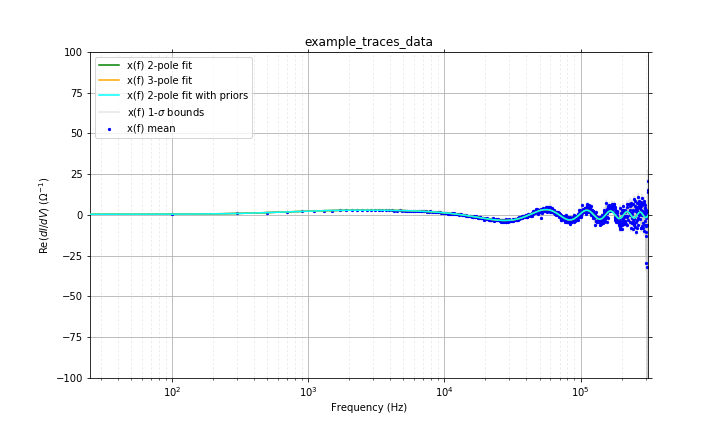 example_traces_data
x(f) 2-pole fit
x(f) 3-pole fit
x(f) 2-pole fit with priors
x(f) 1-σ bounds
x(f) mean
100
75
50
25
0
−25
−50
−75
−100
Re(dI/dV) (Ω⁻¹)
10² 10³ 10⁴ 10⁵
Frequency (Hz)